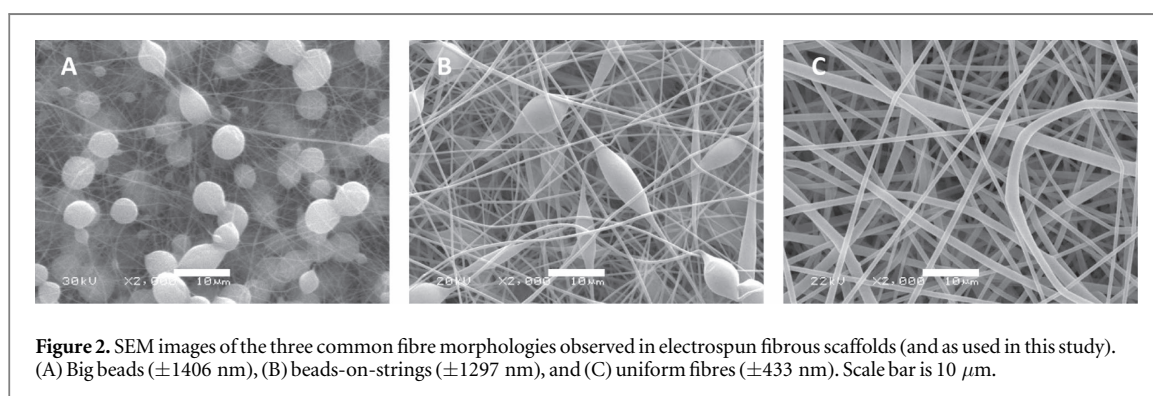 A
B
C
30kV X2,000 10μm
20kV X2,000 10μm
22kV X2,000 10μm
Figure 2. SEM images of the three common fibre morphologies observed in electrospun fibrous scaffolds (and as used in this study).
(A) Big beads (±1406 nm), (B) beads-on-strings (±1297 nm), and (C) uniform fibres (±433 nm). Scale bar is 10 μm.